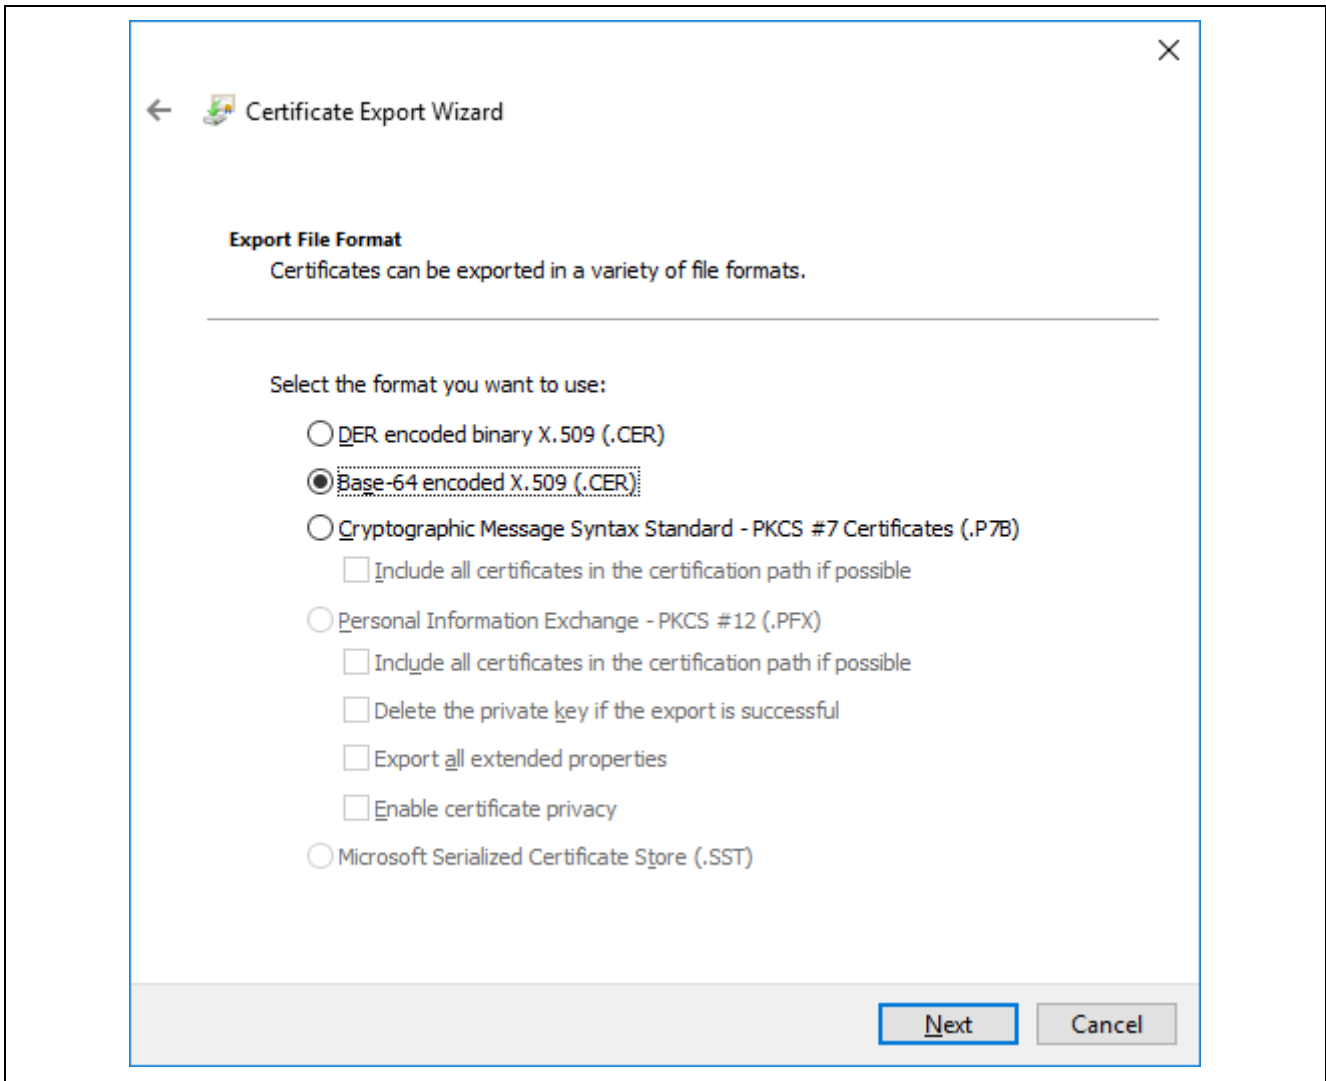 Certificate Export Wizard
Export File Format
Certificates can be exported in a variety of file formats.
Select the format you want to use:
DER encoded binary X.509 (.CER)
Base-64 encoded X.509 (.CER)
Cryptographic Message Syntax Standard - PKCS #7 Certificates (.P7B)
Include all certificates in the certification path if possible
Personal Information Exchange - PKCS #12 (.PFX)
Include all certificates in the certification path if possible
Delete the private key if the export is successful
Export all extended properties
Enable certificate privacy
Microsoft Serialized Certificate Store (.SST)
Next Cancel